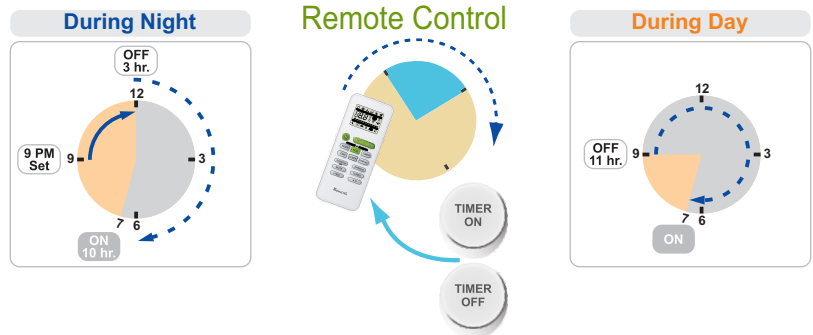 During Night
OFF
3 hr.
12
9 PM
Set
9
3
7
6
ON
10 hr.
Remote Control
TIMER
ON
TIMER
OFF
During Day
12
OFF
11 hr.
9
3
7
6
ON